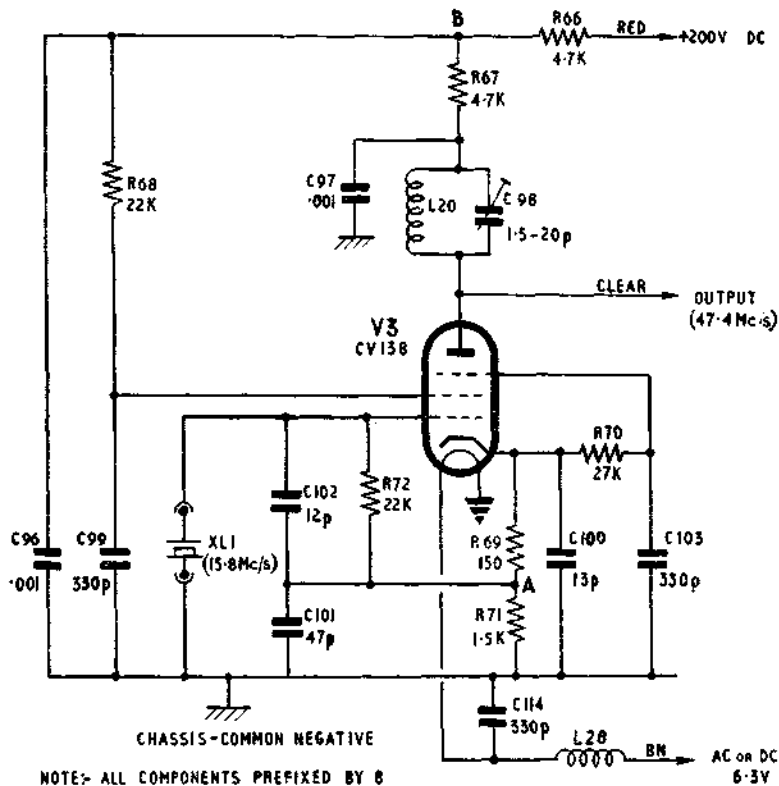 B
R66
4.7K
RED
+200V DC
R67
4.7K
R68
22K
C97
.001
L20
C98
1.5-20p
CLEAR
OUTPUT
(47.4Mc/s)
V3
CV138
R70
27K
C102
12p
R72
22K
C96
.001
C99
330p
XL1
(15.8Mc/s)
R69
150
C100
13p
C103
330p
A
C101
47p
R71
1.5K
C114
330p
CHASSIS-COMMON NEGATIVE
L28
BN
AC OR DC
6.3V
NOTE:- ALL COMPONENTS PREFIXED BY 8